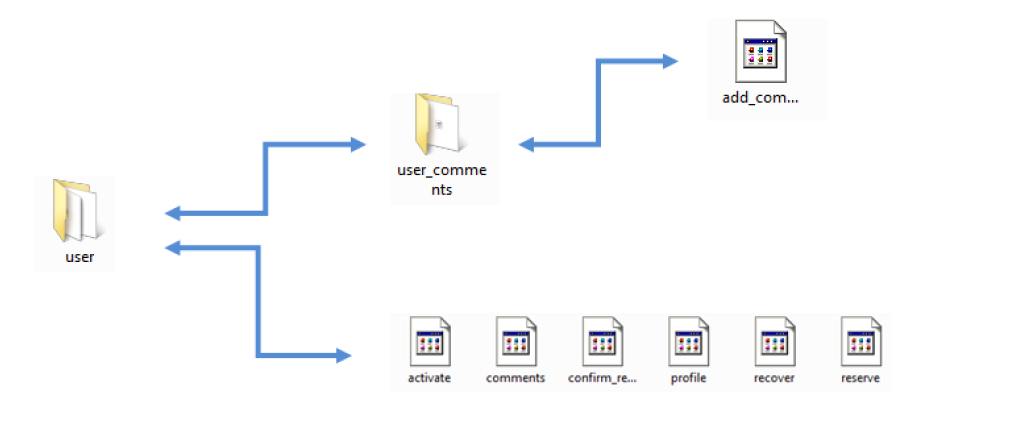 add_com...
user_comme
nts
user
activate
comments
confirm_re...
profile
recover
reserve